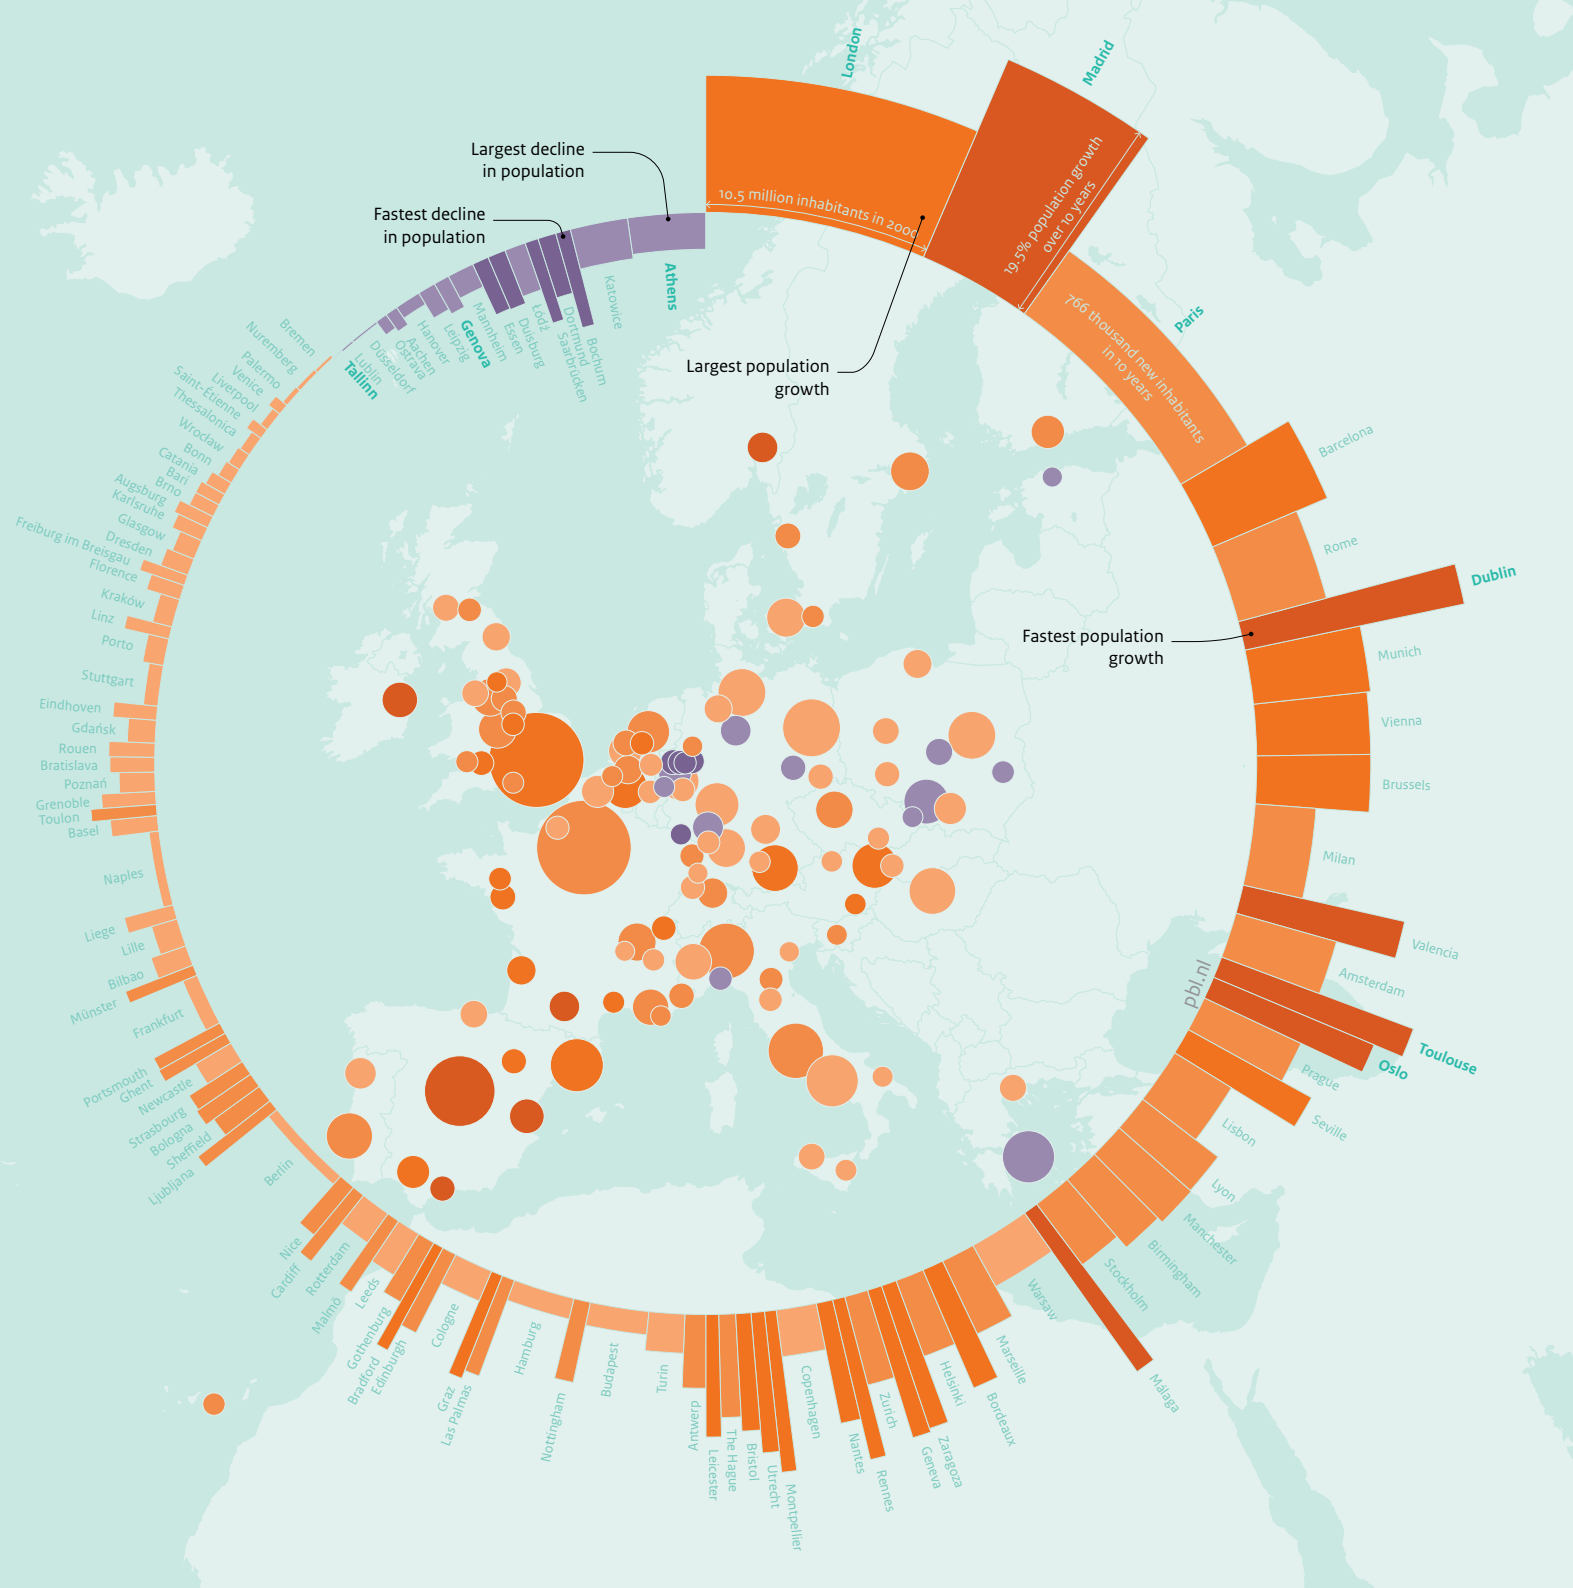 London
Madrid
10.5 million inhabitants in 2000
19.5% population growth
over 10 years
766 thousand new inhabitants
in 10 years
Largest decline
in population
Fastest decline
in population
Largest population
growth
Fastest population
growth
Paris
Barcelona
Rome
Dublin
Munich
Vienna
Brussels
Milan
Valencia
Amsterdam
Toulouse
Oslo
Prague
Seville
Lisbon
Lyon
Manchester
Birmingham
Stockholm
Málaga
Warsaw
Marseille
Bordeaux
Helsinki
Zaragoza
Geneva
Zurich
Rennes
Nantes
Copenhagen
Montpellier
Utrecht
Bristol
The Hague
Leicester
Antwerp
Turin
Budapest
Nottingham
Hamburg
Las Palmas
Graz
Cologne
Edinburgh
Bradford
Gothenburg
Leeds
Malmö
Rotterdam
Cardiff
Nice
Berlin
Ljubljana
Sheffield
Bologna
Strasbourg
Newcastle
Ghent
Portsmouth
Frankfurt
Münster
Bilbao
Lille
Liege
Naples
Basel
Toulon
Grenoble
Poznań
Bratislava
Rouen
Gdańsk
Eindhoven
Stuttgart
Porto
Linz
Kraków
Florence
Freiburg im Breisgau
Dresden
Glasgow
Karlsruhe
Augsburg
Brno
Bari
Catania
Bonn
Wrocław
Thessalonica
Saint-Étienne
Liverpool
Venice
Palermo
Nuremberg
Bremen
Tallinn
Lublin
Düsseldorf
Ostrava
Aachen
Hanover
Leipzig
Genova
Mannheim
Essen
Duisburg
Łódź
Saarbrücken
Dortmund
Bochum
Katowice
Athens
pbl.nl